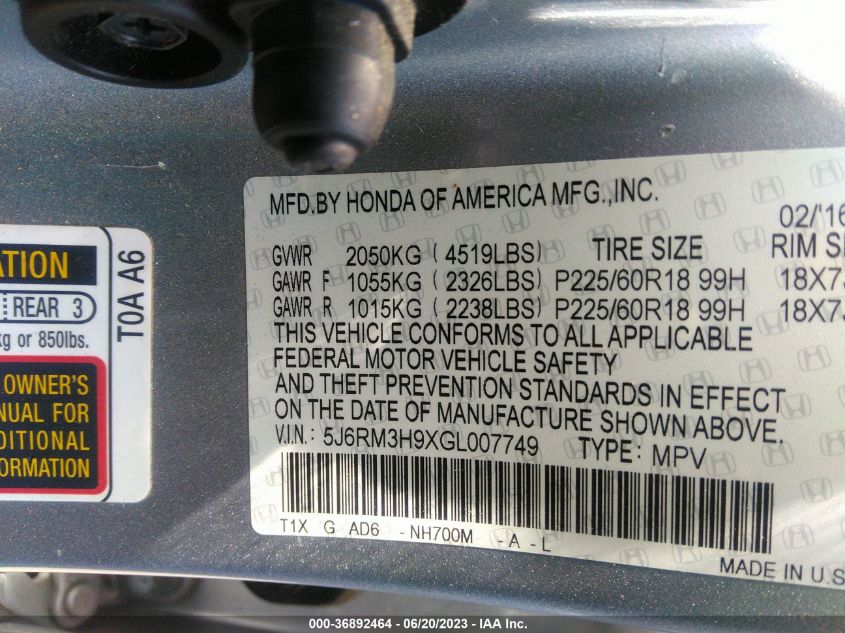 ATION
REAR 3
kg or 850lbs.
OWNER'S
NUAL FOR
DITIONAL
FORMATION
T0A A6
MFD.BY HONDA OF AMERICA MFG.,INC.
02/'16
GVWR 2050KG (4519LBS) TIRE SIZE RIM SI
GAWR F 1055KG (2326LBS) P225/60R18 99H 18X7J
GAWR R 1015KG (2238LBS) P225/60R18 99H 18X7J
THIS VEHICLE CONFORMS TO ALL APPLICABLE
FEDERAL MOTOR VEHICLE SAFETY
AND THEFT PREVENTION STANDARDS IN EFFECT
ON THE DATE OF MANUFACTURE SHOWN ABOVE.
V.I.N: 5J6RM3H9XGL007749 TYPE: MPV
T1X G AD6 -NH700M -A-L
MADE IN U.S
000-36892464 - 06/20/2023 - IAA Inc.